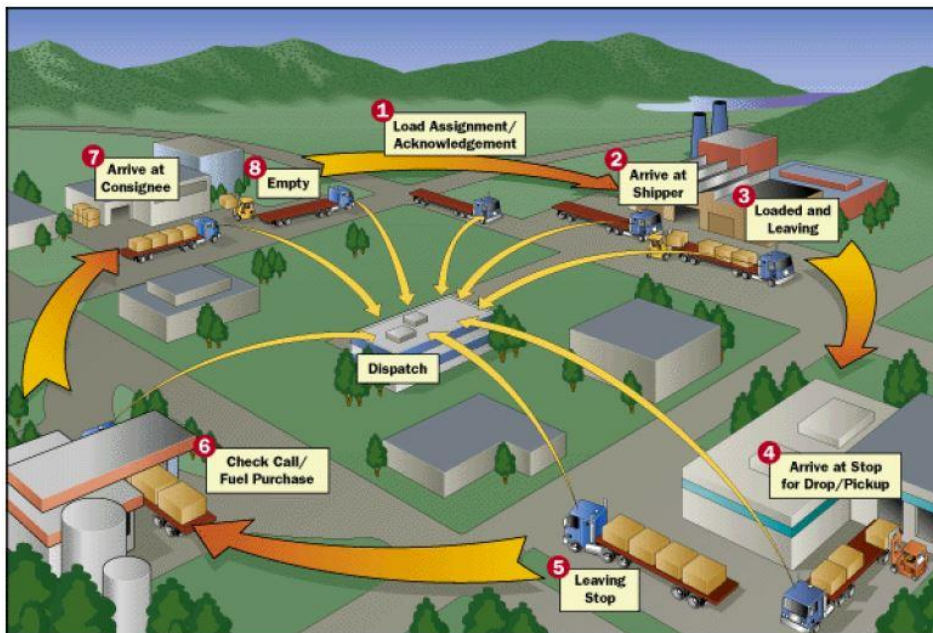 1
Load Assignment/
Acknowledgement
2
Arrive at
Shipper
3
Loaded and
Leaving
4
Arrive at Stop
for Drop/Pickup
5
Leaving
Stop
6
Check Call/
Fuel Purchase
7
Arrive at
Consignee
8
Empty
Dispatch